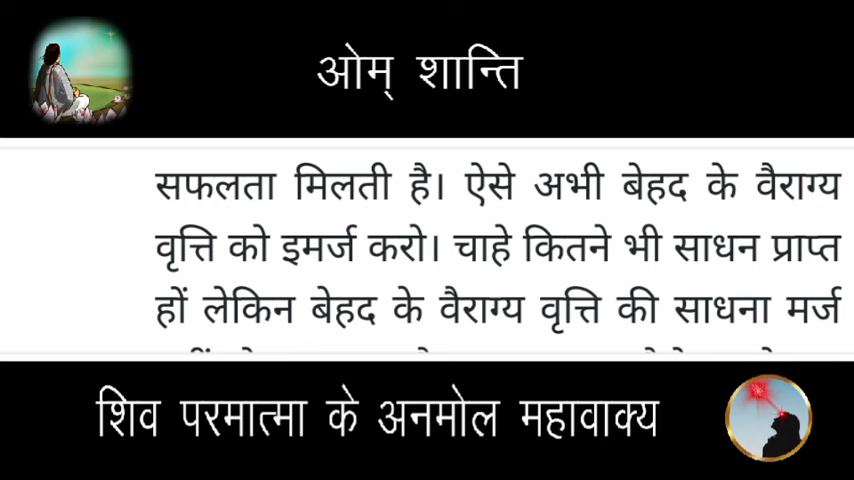 ओम् शान्ति
सफलता मिलती है। ऐसे अभी बेहद के वैराग्य
वृत्ति को इमर्ज करो। चाहे कितने भी साधन प्राप्त
हों लेकिन बेहद के वैराग्य वृत्ति की साधना मर्ज
शिव परमात्मा के अनमोल महावाक्य